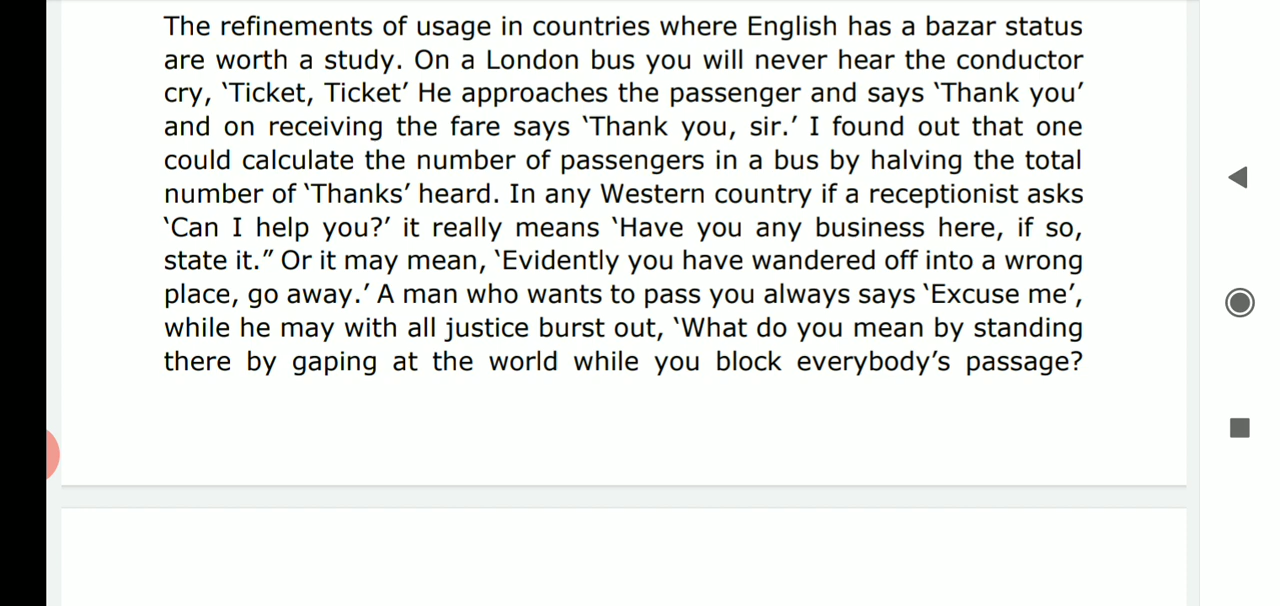 The refinements of usage in countries where English has a bazar status
are worth a study. On a London bus you will never hear the conductor
cry, ‘Ticket, Ticket’ He approaches the passenger and says ‘Thank you’
and on receiving the fare says ‘Thank you, sir.’ I found out that one
could calculate the number of passengers in a bus by halving the total
number of ‘Thanks’ heard. In any Western country if a receptionist asks
‘Can I help you?’ it really means ‘Have you any business here, if so,
state it.” Or it may mean, ‘Evidently you have wandered off into a wrong
place, go away.’ A man who wants to pass you always says ‘Excuse me’,
while he may with all justice burst out, ‘What do you mean by standing
there by gaping at the world while you block everybody’s passage?